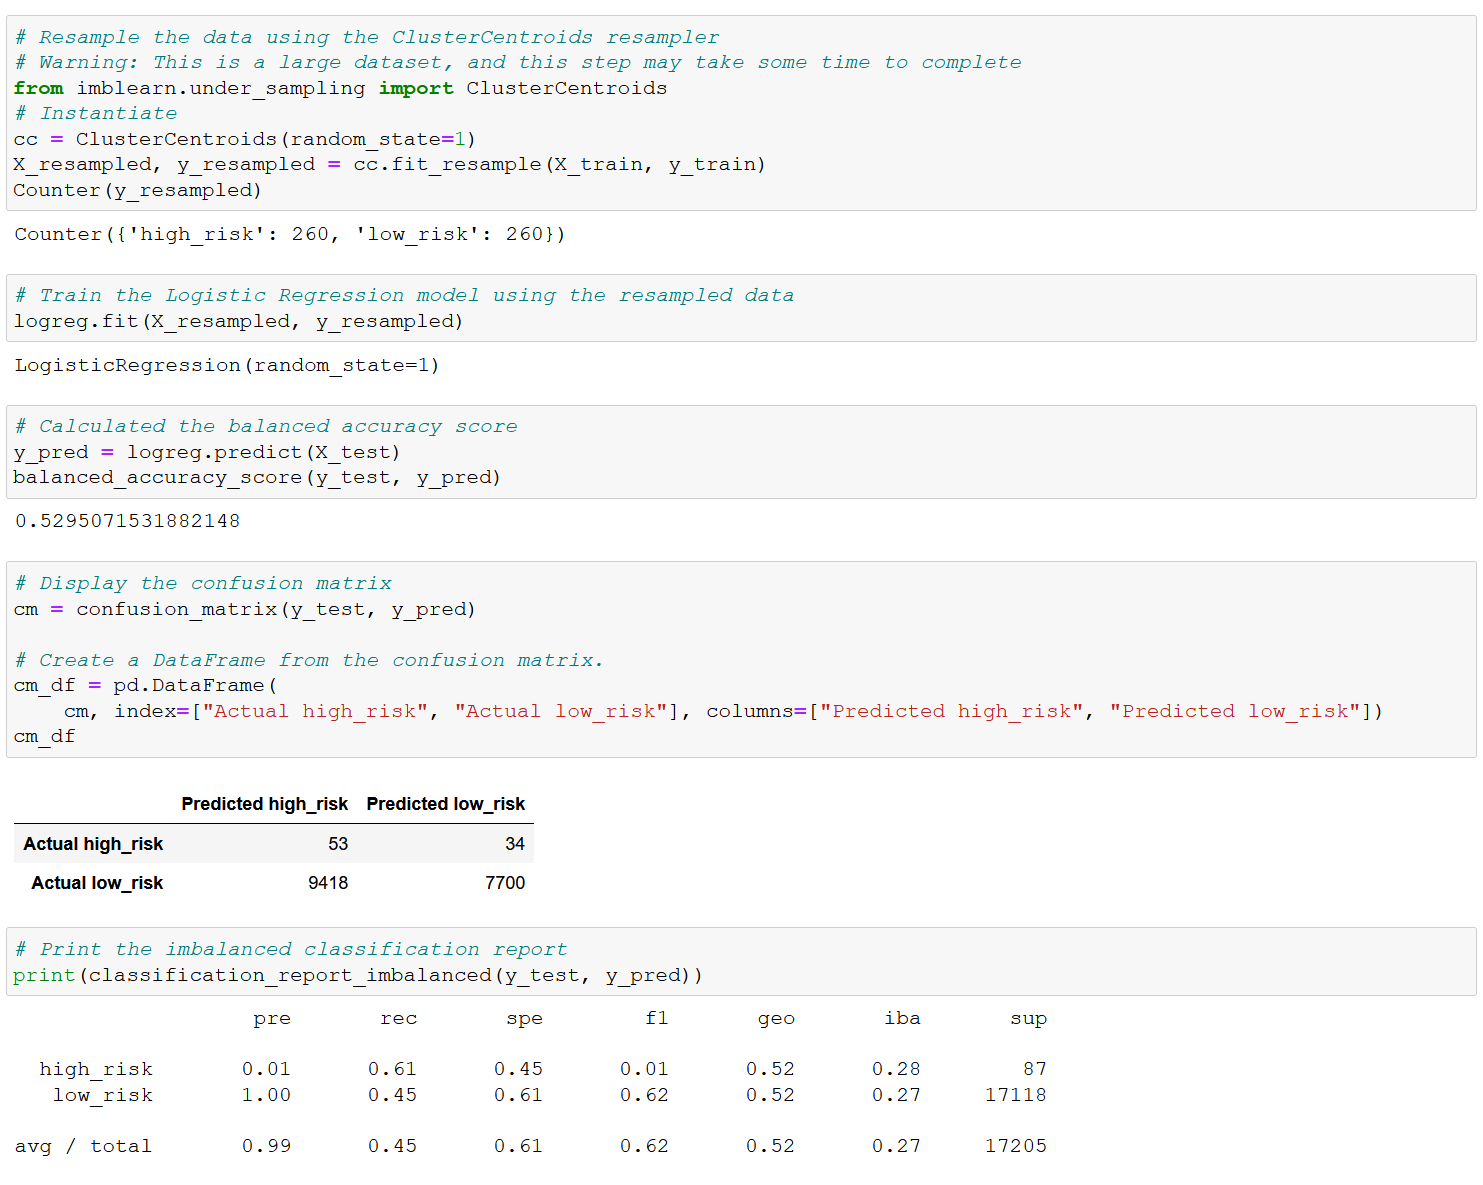 # Resample the data using the ClusterCentroids resampler
# Warning: This is a large dataset, and this step may take some time to complete
from imblearn.under_sampling import ClusterCentroids
# Instantiate
cc = ClusterCentroids(random_state=1)
X_resampled, y_resampled = cc.fit_resample(X_train, y_train)
Counter(y_resampled)
Counter({'high_risk': 260, 'low_risk': 260})
# Train the Logistic Regression model using the resampled data
logreg.fit(X_resampled, y_resampled)
LogisticRegression(random_state=1)
# Calculated the balanced accuracy score
y_pred = logreg.predict(X_test)
balanced_accuracy_score(y_test, y_pred)
0.5295071531882148
# Display the confusion matrix
cm = confusion_matrix(y_test, y_pred)
# Create a DataFrame from the confusion matrix.
cm_df = pd.DataFrame(
    cm, index=["Actual high_risk", "Actual low_risk"], columns=["Predicted high_risk", "Predicted low_risk"])
cm_df
Predicted high_risk Predicted low_risk
Actual high_risk 53 34
Actual low_risk 9418 7700
# Print the imbalanced classification report
print(classification_report_imbalanced(y_test, y_pred))
pre rec spe f1 geo iba sup
high_risk 0.01 0.61 0.45 0.01 0.52 0.28 87
low_risk 1.00 0.45 0.61 0.62 0.52 0.27 17118
avg / total 0.99 0.45 0.61 0.62 0.52 0.27 17205